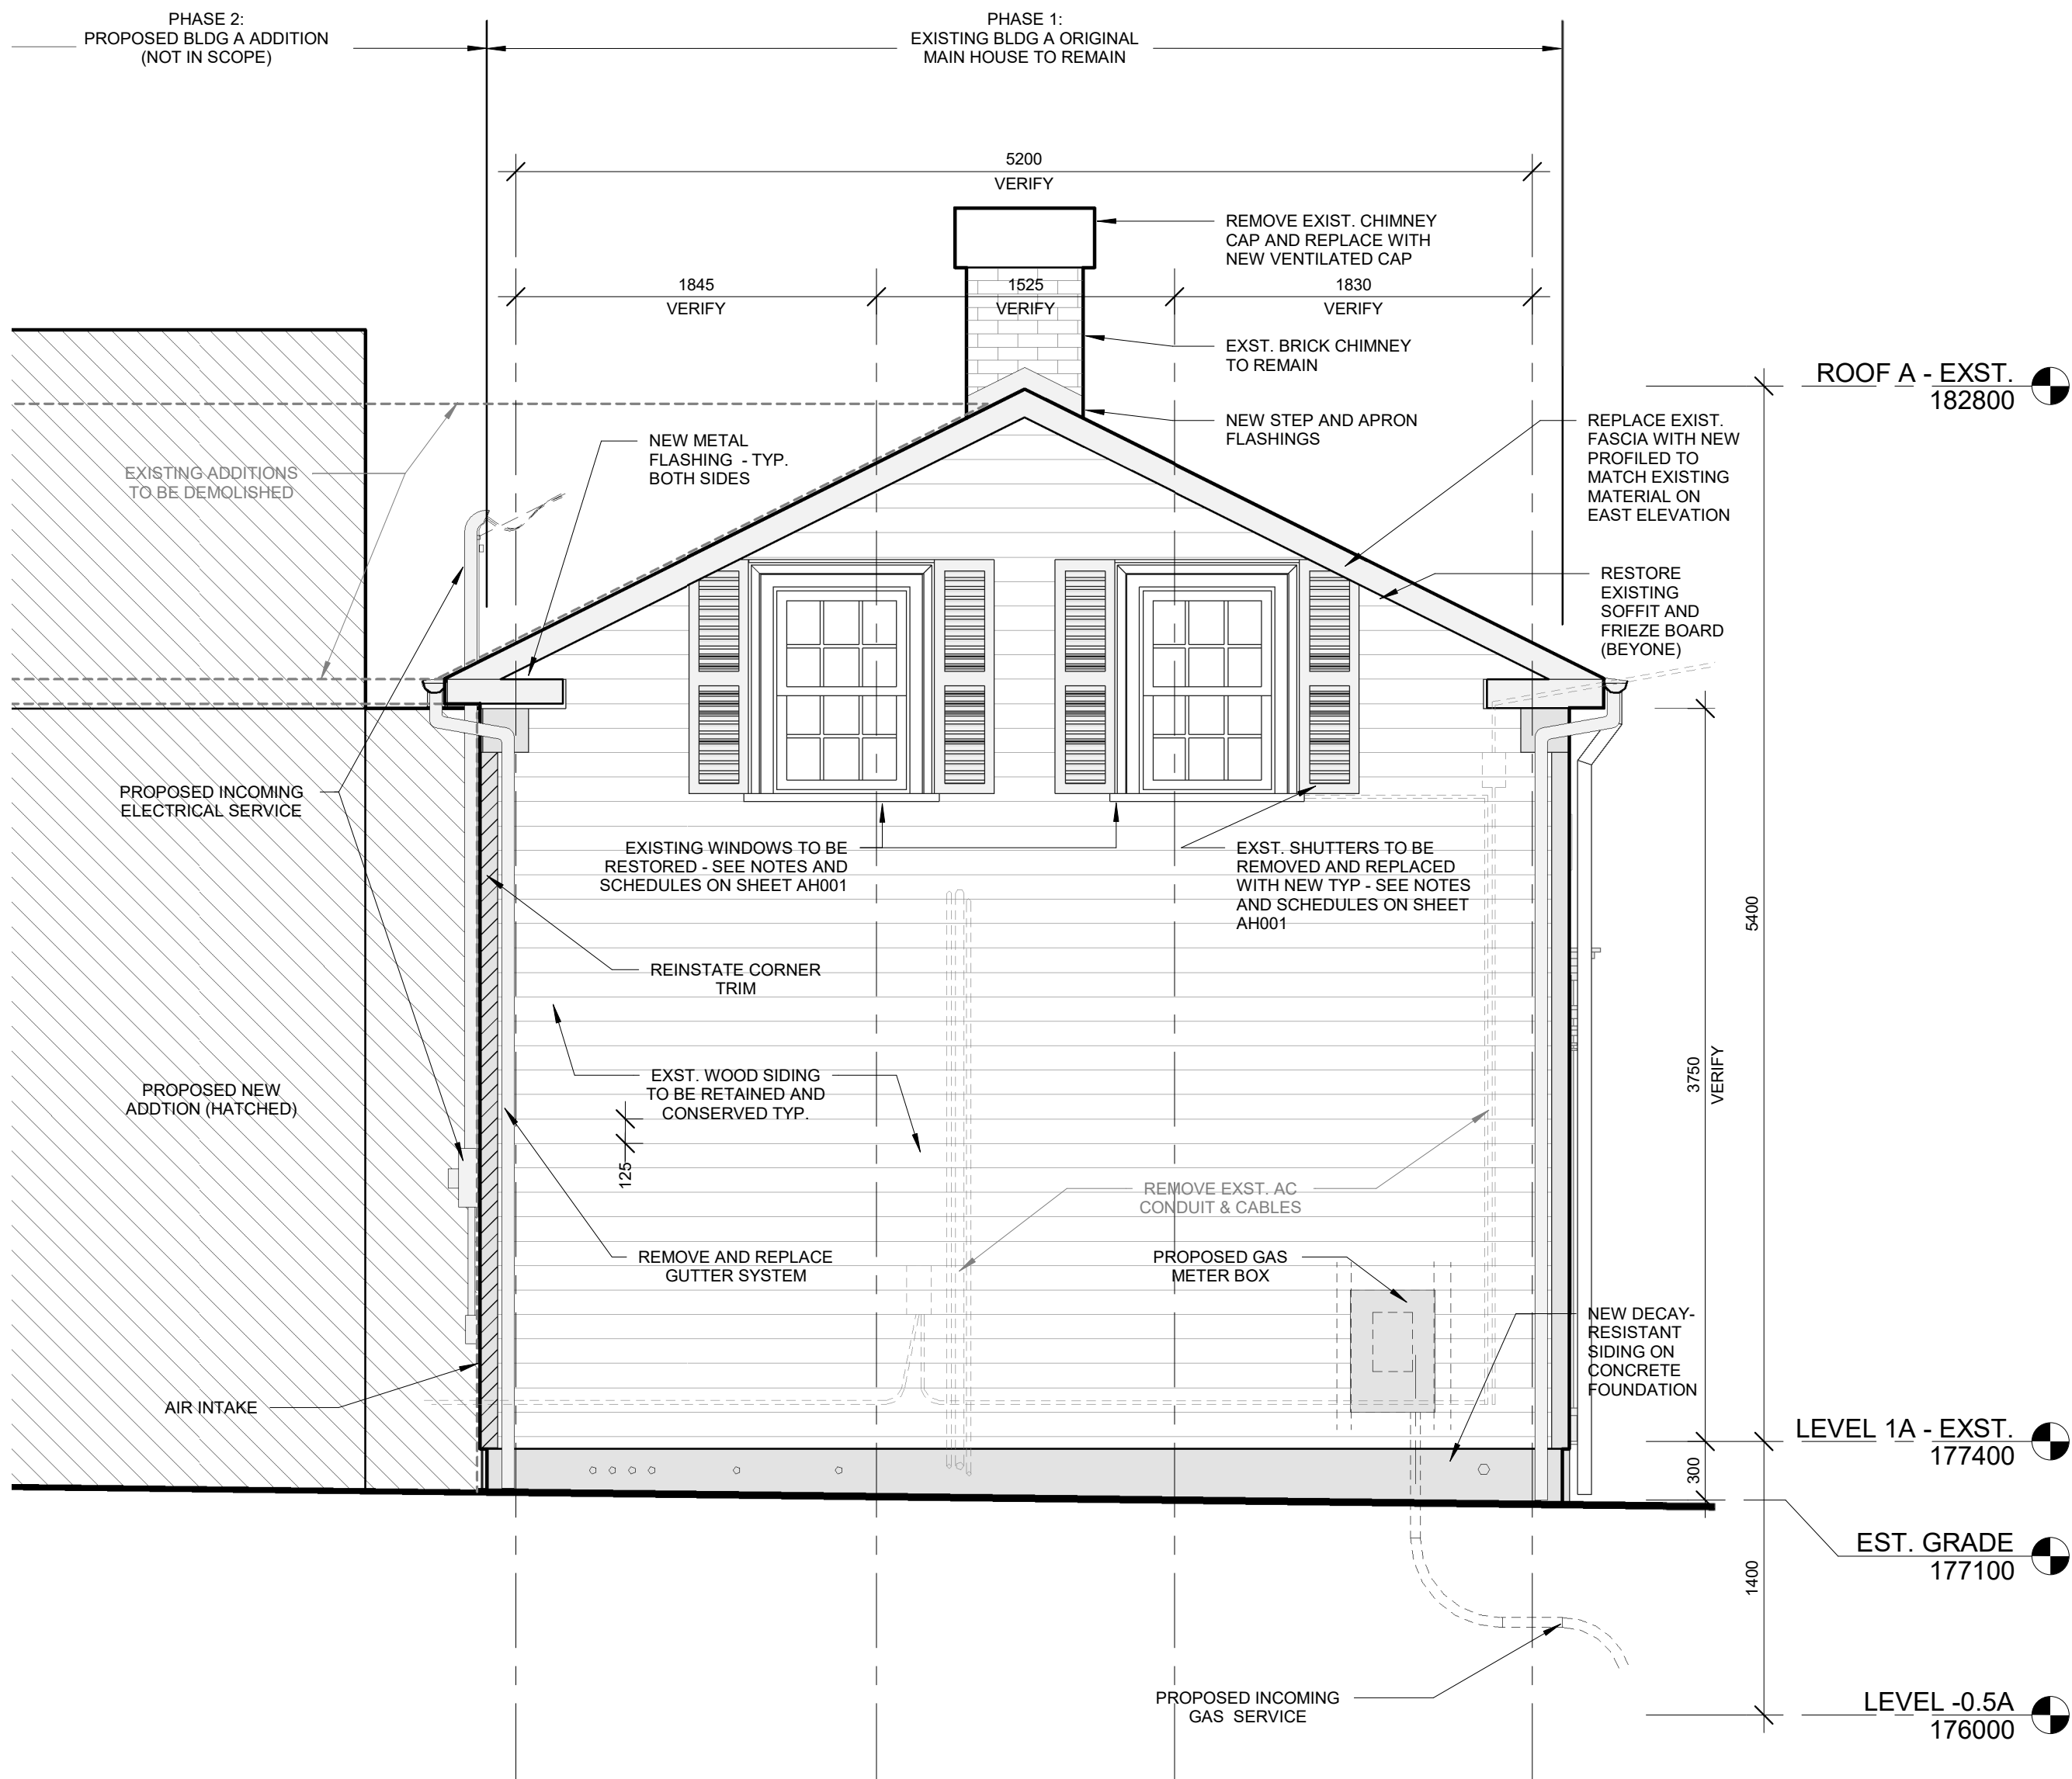 PHASE 2:
PROPOSED BLDG A ADDITION
(NOT IN SCOPE)
PHASE 1:
EXISTING BLDG A ORIGINAL
MAIN HOUSE TO REMAIN
5200
VERIFY
REMOVE EXIST. CHIMNEY
CAP AND REPLACE WITH
NEW VENTILATED CAP
1845
VERIFY
1525
VERIFY
1830
VERIFY
EXST. BRICK CHIMNEY
TO REMAIN
ROOF A - EXST.
182800
NEW STEP AND APRON
FLASHINGS
REPLACE EXIST.
FASCIA WITH NEW
PROFILED TO
MATCH EXISTING
MATERIAL ON
EAST ELEVATION
NEW METAL
FLASHING - TYP.
BOTH SIDES
EXISTING ADDITIONS
TO BE DEMOLISHED
RESTORE
EXISTING
SOFFIT AND
FRIEZE BOARD
(BEYONE)
PROPOSED INCOMING
ELECTRICAL SERVICE
EXISTING WINDOWS TO BE
RESTORED - SEE NOTES AND
SCHEDULES ON SHEET AH001
EXST. SHUTTERS TO BE
REMOVED AND REPLACED
WITH NEW TYP - SEE NOTES
AND SCHEDULES ON SHEET
AH001
5400
REINSTATE CORNER
TRIM
3750
VERIFY
PROPOSED NEW
ADDTION (HATCHED)
EXST. WOOD SIDING
TO BE RETAINED AND
CONSERVED TYP.
125
REMOVE EXST. AC
CONDUIT & CABLES
REMOVE AND REPLACE
GUTTER SYSTEM
PROPOSED GAS
METER BOX
NEW DECAY-
RESISTANT
SIDING ON
CONCRETE
FOUNDATION
AIR INTAKE
LEVEL 1A - EXST.
177400
300
EST. GRADE
177100
1400
PROPOSED INCOMING
GAS SERVICE
LEVEL -0.5A
176000